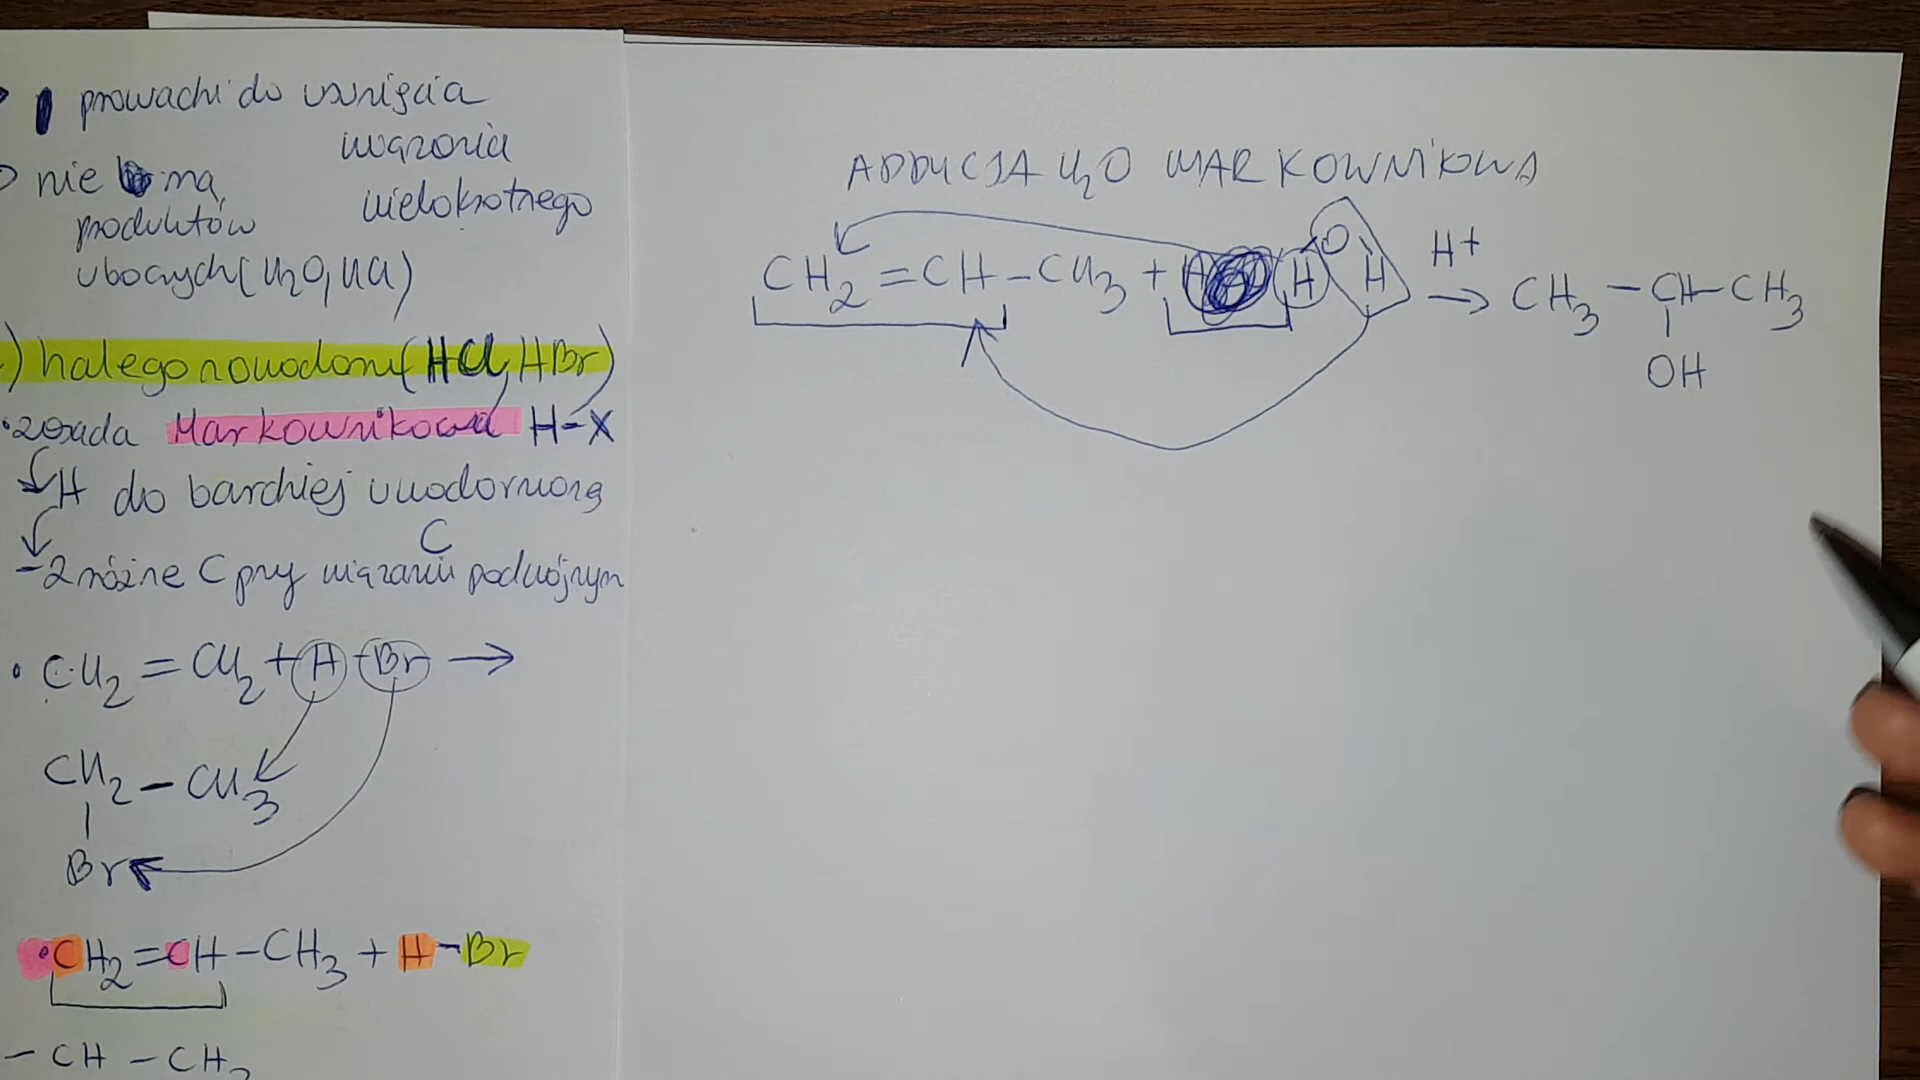 prowadzi do usunięcia
wiązania
wielokrotnego
nie ma
produktów
ubocznych (H2O, HCl)
) halogenowodorów (HCl, HBr)
• zasada Markownikowa H-X
H do bardziej uwodornioną
C
- 2 różne C przy wiązaniu podwójnym
• CH2 = CH2 + H Br →
CH2 - CH3
|
Br
• CH2 = CH - CH3 + H - Br
- CH - CH3
ADDYCJA H2O MARKOWNIKOWA
CH2 = CH - CH3 + H O H H+ → CH3 - CH - CH3
|
OH